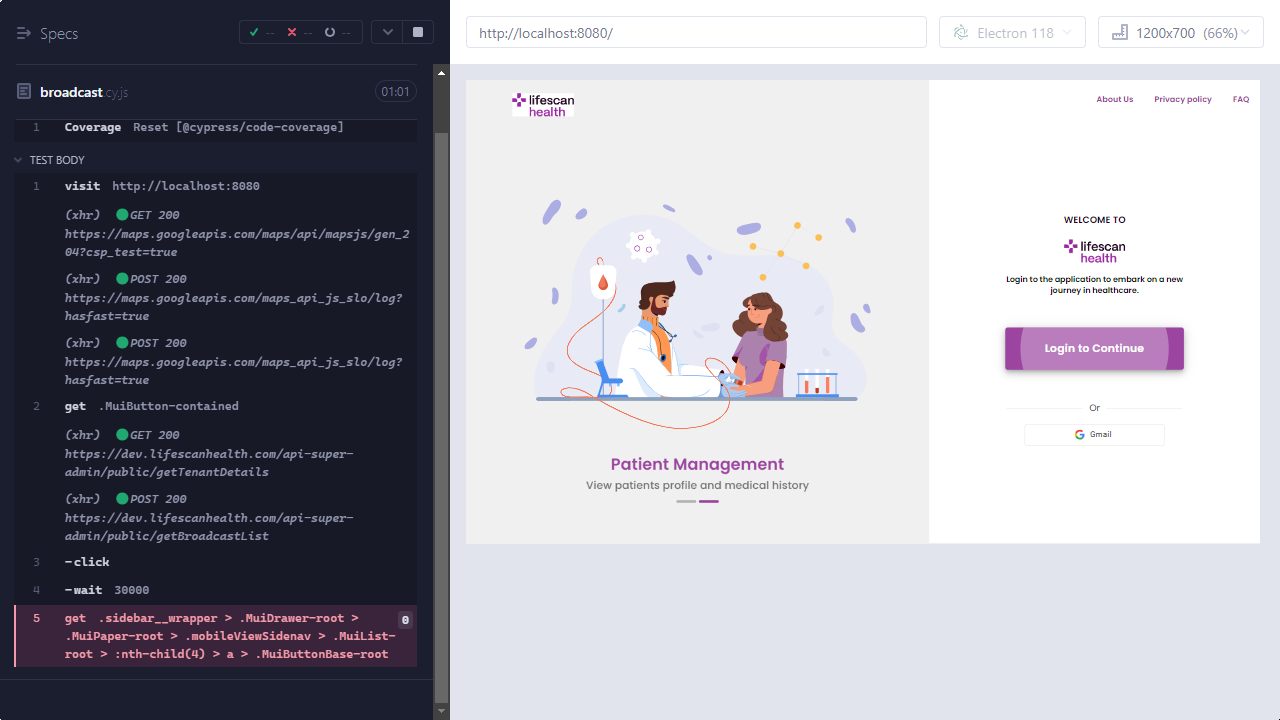 Specs
-- -- --
broadcast.cy.js 01:01
1 Coverage Reset [@cypress/code-coverage]
TEST BODY
1 visit http://localhost:8080
(xhr) GET 200
https://maps.googleapis.com/maps/api/mapsjs/gen_2
04?csp_test=true
(xhr) POST 200
https://maps.googleapis.com/maps_api_js_slo/log?
hasfast=true
(xhr) POST 200
https://maps.googleapis.com/maps_api_js_slo/log?
hasfast=true
2 get .MuiButton-contained
(xhr) GET 200
https://dev.lifescanhealth.com/api-super-
admin/public/getTenantDetails
(xhr) POST 200
https://dev.lifescanhealth.com/api-super-
admin/public/getBroadcastList
3 -click
4 -wait 30000
5 get .sidebar__wrapper > .MuiDrawer-root > 0
.MuiPaper-root > .mobileViewSidenav > .MuiList-
root > :nth-child(4) > a > .MuiButtonBase-root
http://localhost:8080/
Electron 118
1200x700 (66%)
lifescan
health
About Us Privacy policy FAQ
Patient Management
View patients profile and medical history
WELCOME TO
lifescan
health
Login to the application to embark on a new
journey in healthcare.
Login to Continue
Or
Gmail